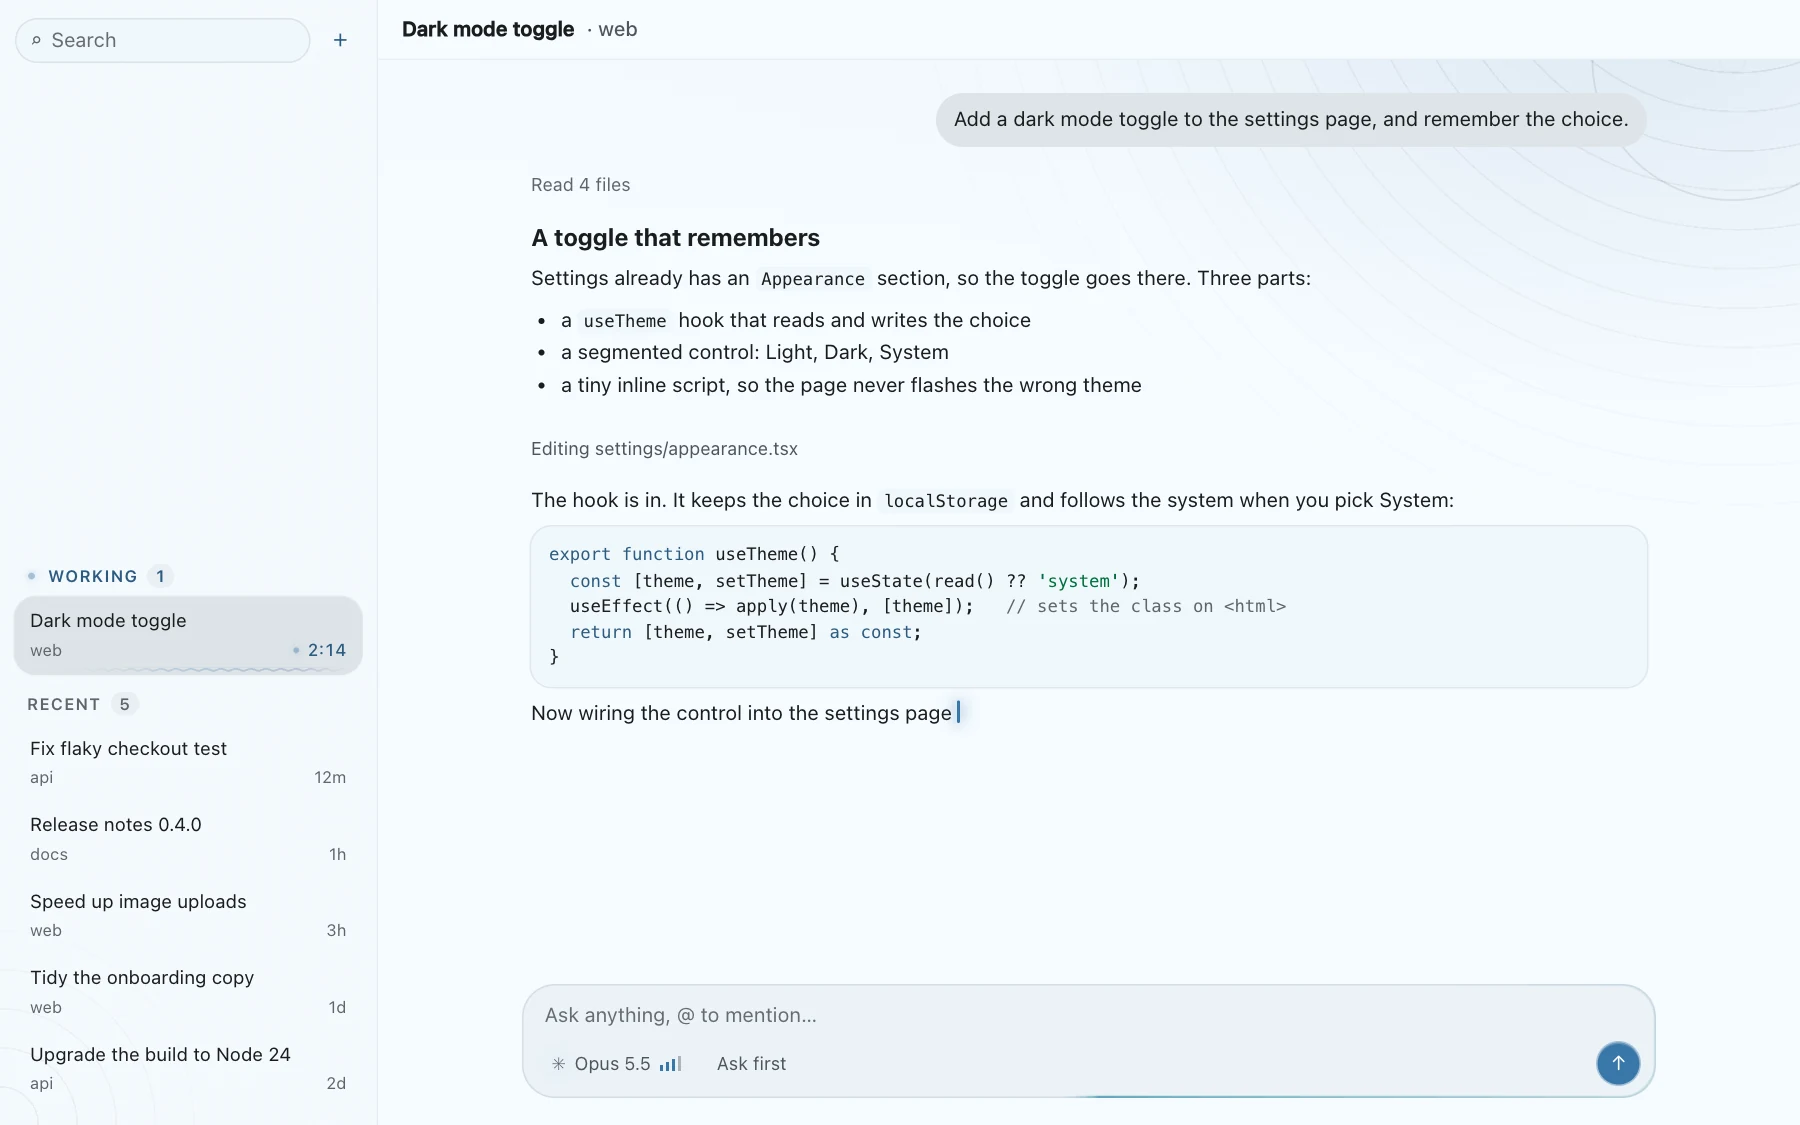 Search
+
Dark mode toggle · web
Add a dark mode toggle to the settings page, and remember the choice.
Read 4 files
A toggle that remembers
Settings already has an Appearance section, so the toggle goes there. Three parts:
• a useTheme hook that reads and writes the choice
• a segmented control: Light, Dark, System
• a tiny inline script, so the page never flashes the wrong theme
Editing settings/appearance.tsx
The hook is in. It keeps the choice in localStorage and follows the system when you pick System:
export function useTheme() {
  const [theme, setTheme] = useState(read() ?? 'system');
  useEffect(() => apply(theme), [theme]);   // sets the class on <html>
  return [theme, setTheme] as const;
}
Now wiring the control into the settings page
WORKING 1
Dark mode toggle
web 2:14
RECENT 5
Fix flaky checkout test
api 12m
Release notes 0.4.0
docs 1h
Speed up image uploads
web 3h
Tidy the onboarding copy
web 1d
Upgrade the build to Node 24
api 2d
Ask anything, @ to mention...
Opus 5.5 Ask first